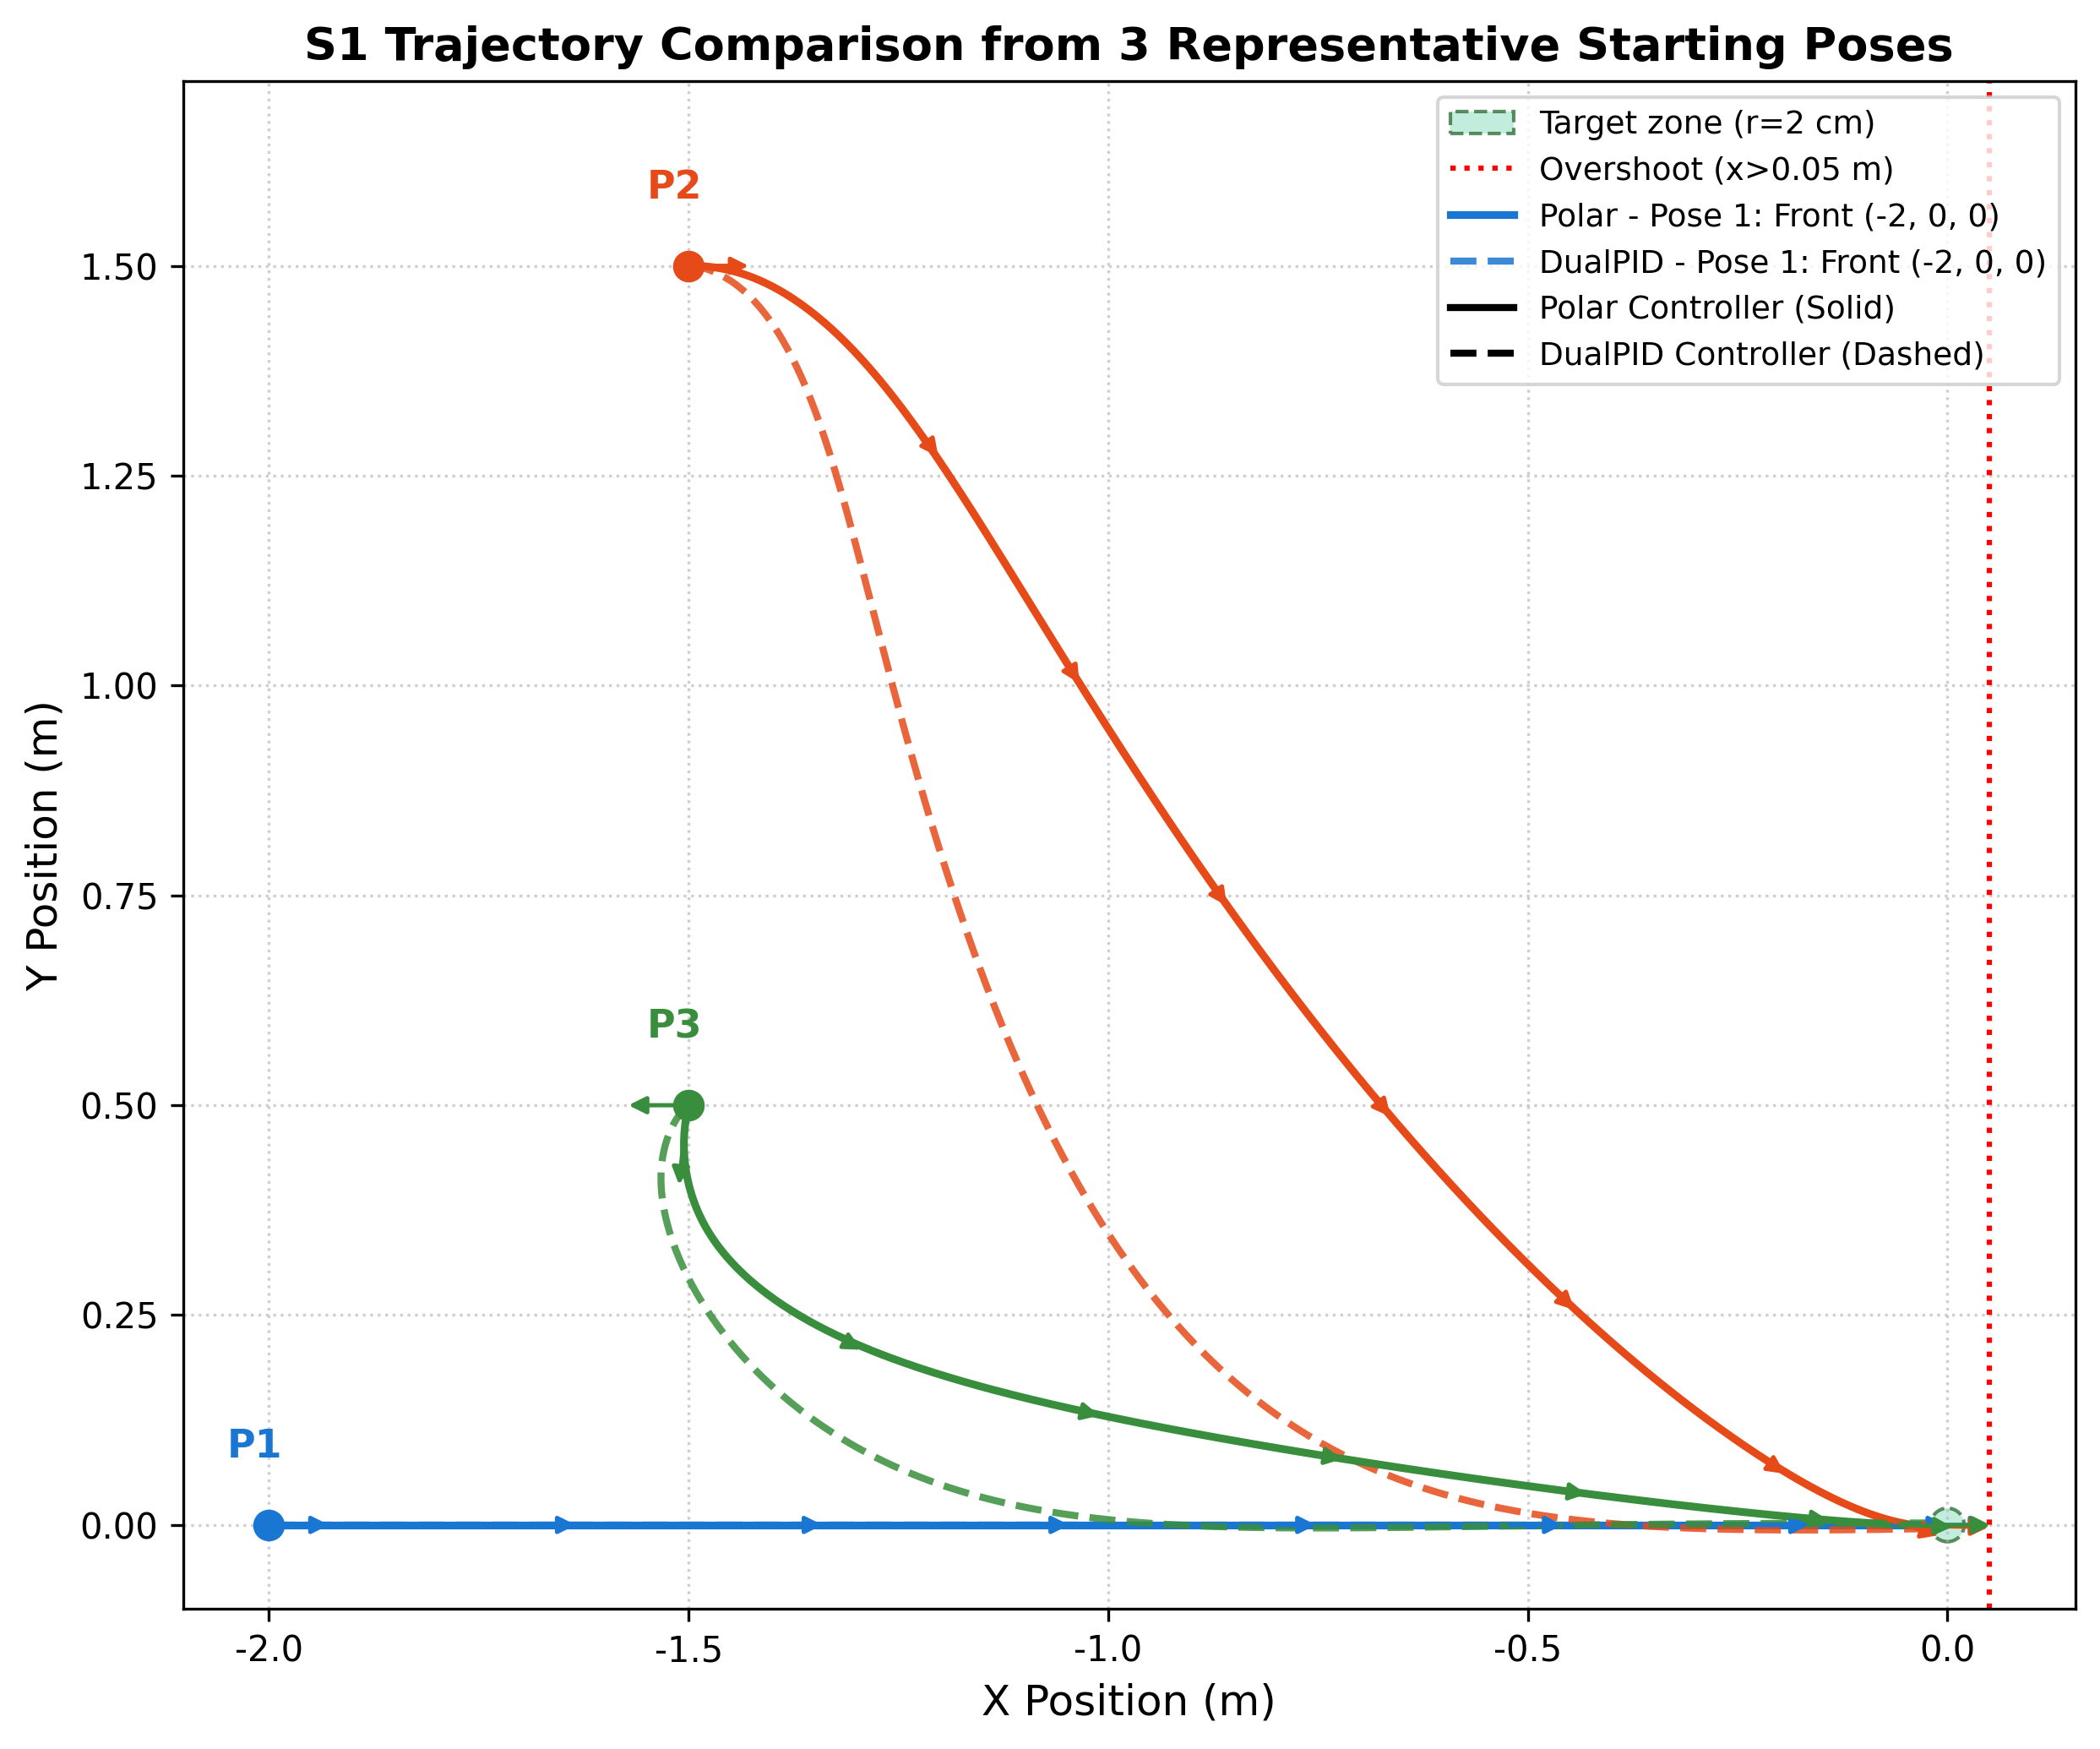 S1 Trajectory Comparison from 3 Representative Starting Poses
Target zone (r=2 cm)
Overshoot (x>0.05 m)
Polar - Pose 1: Front (-2, 0, 0)
DualPID - Pose 1: Front (-2, 0, 0)
Polar Controller (Solid)
DualPID Controller (Dashed)
P2
P3
P1
Y Position (m)
1.50
1.25
1.00
0.75
0.50
0.25
0.00
-2.0 -1.5 -1.0 -0.5 0.0
X Position (m)